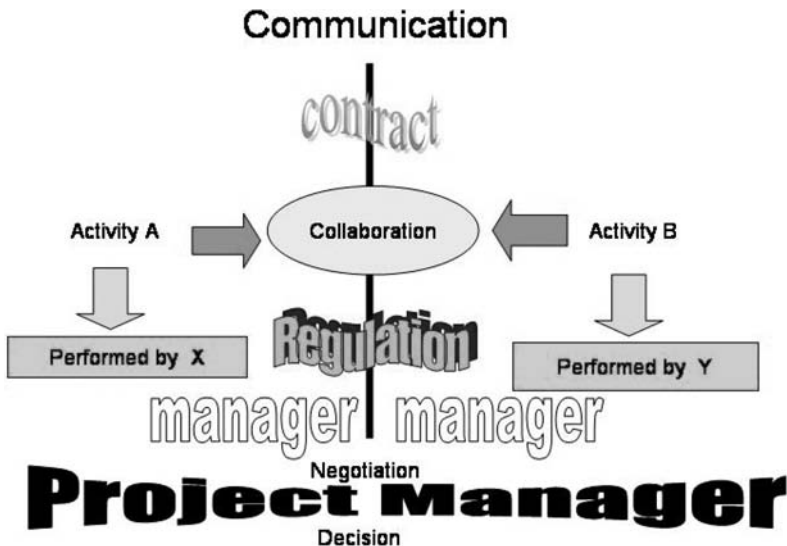 Communication
contract
Activity A
Collaboration
Activity B
Regulation
Performed by X
Performed by Y
manager manager
Negotiation
Project Manager
Decision